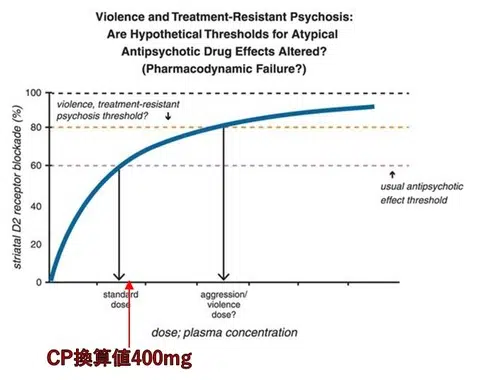 Violence and Treatment-Resistant Psychosis:
Are Hypothetical Thresholds for Atypical
Antipsychotic Drug Effects Altered?
(Pharmacodynamic Failure?)
striatal D2 receptor blockade (%)
100
80
60
40
20
0
violence, treatment-resistant
psychosis threshold?
usual antipsychotic
effect threshold
standard
dose
aggression/
violence
dose?
dose; plasma concentration
CP換算値400mg